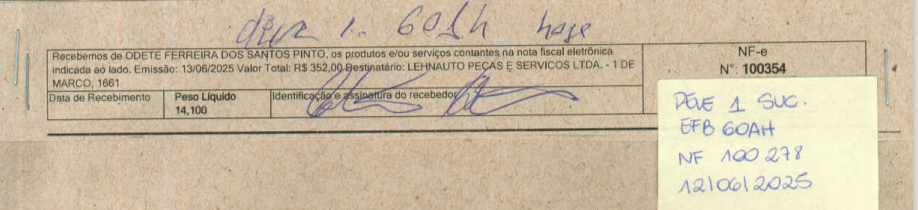 deve 1. 60Ah hoje
Recebemos de ODETE FERREIRA DOS SANTOS PINTO, os produtos e/ou serviços contantes na nota fiscal eletrônica
indicada ao lado. Emissão: 13/06/2025 Valor Total: R$ 352,00 Destinatário: LEHNAUTO PEÇAS E SERVICOS LTDA. - 1 DE
MARCO, 1661
NF-e
N°: 100354
Data de Recebimento
Peso Líquido
14,100
Identificação e assinatura do recebedor
DEVE 1 SUC.
EFB 60AH
NF 100 278
12/06/2025